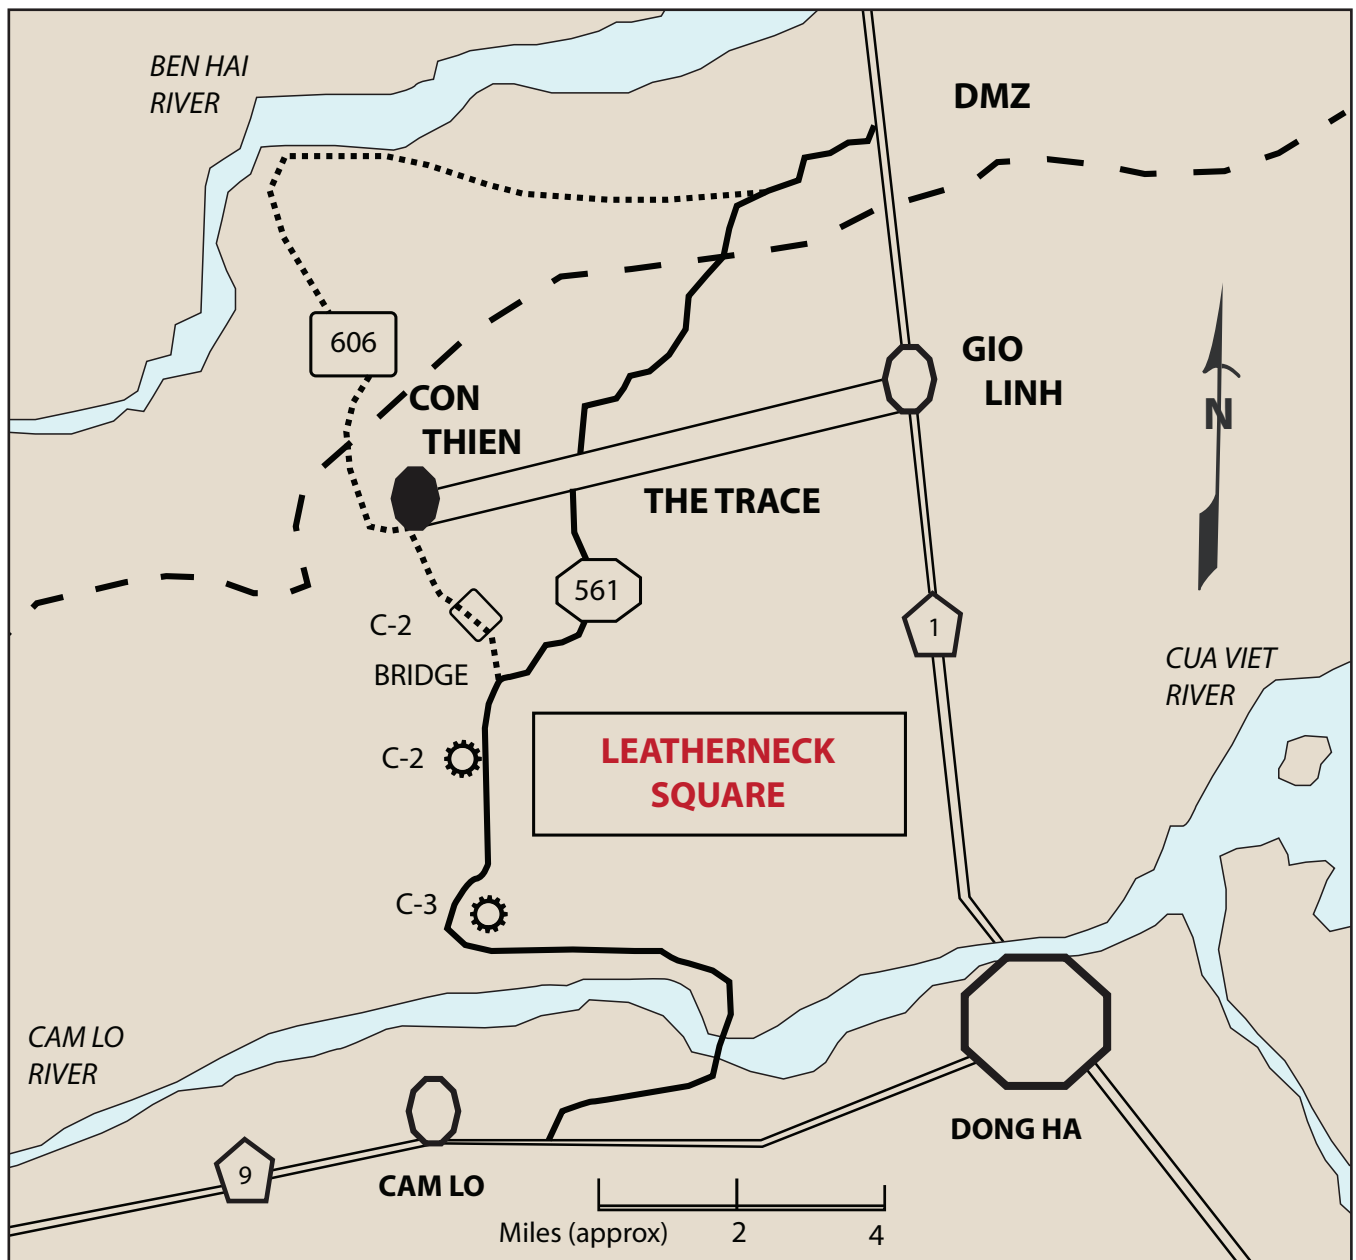 BEN HAI
RIVER
DMZ
606
GIO
LINH
CON
THIEN
N
THE TRACE
561
C-2
BRIDGE
1
CUA VIET
RIVER
LEATHERNECK
SQUARE
C-2
C-3
CAM LO
RIVER
DONG HA
9
CAM LO
Miles (approx)
2
4